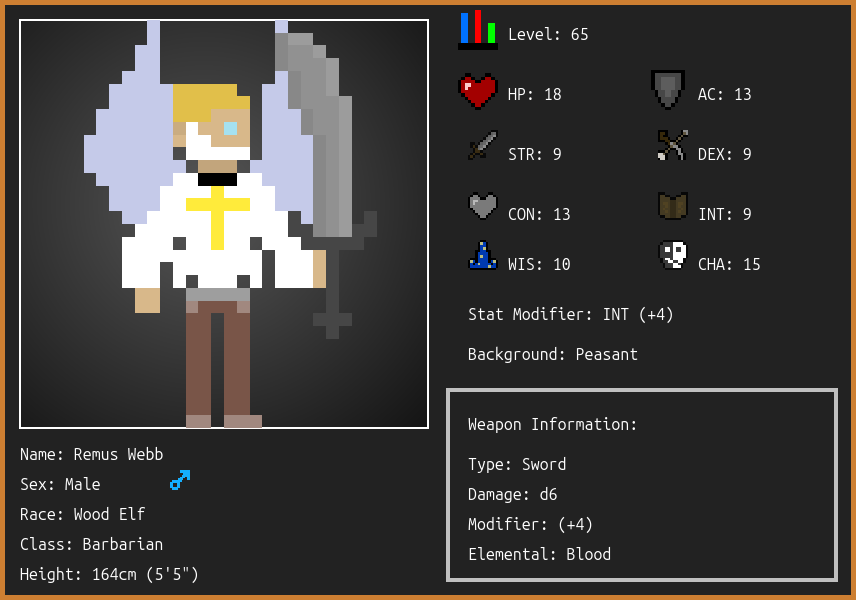 Level: 65
HP: 18
AC: 13
STR: 9
DEX: 9
CON: 13
INT: 9
WIS: 10
CHA: 15
Stat Modifier: INT (+4)
Background: Peasant
Weapon Information:
Type: Sword
Damage: d6
Modifier: (+4)
Elemental: Blood
Name: Remus Webb
Sex: Male
Race: Wood Elf
Class: Barbarian
Height: 164cm (5'5")